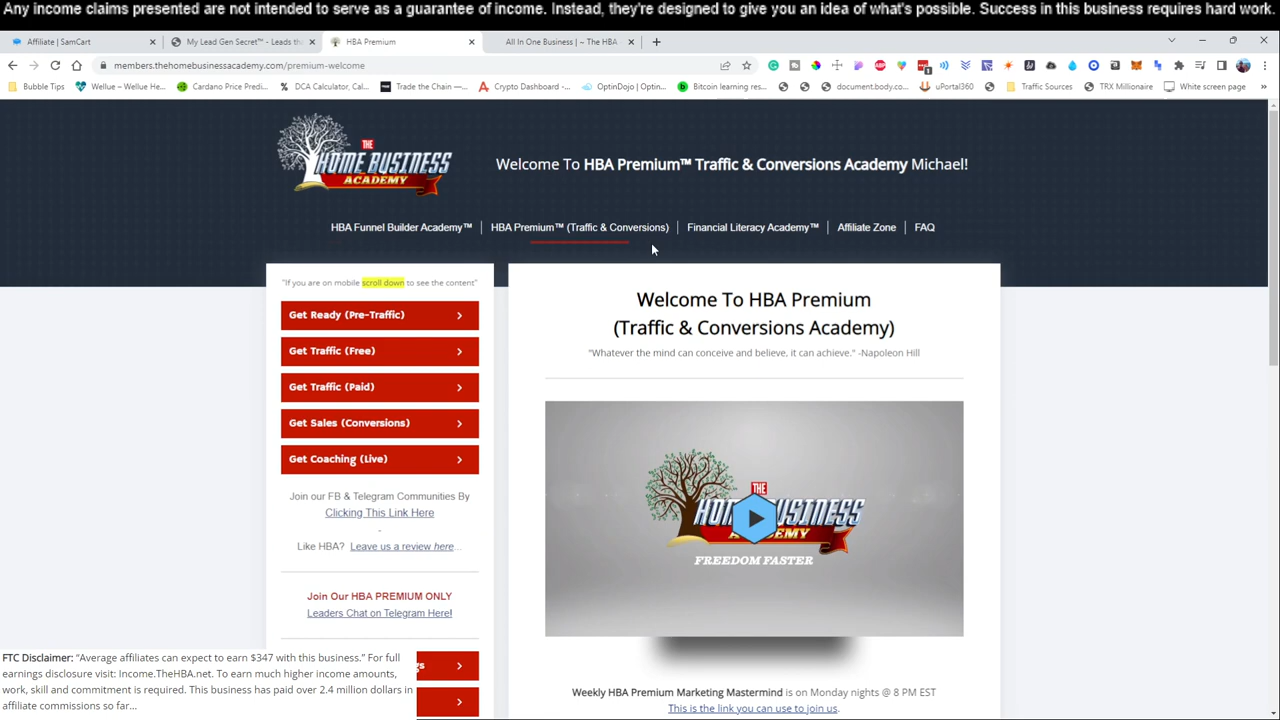 Any income claims presented are not intended to serve as a guarantee of income. Instead, they're designed to give you an idea of what's possible. Success in this business requires hard work.
Affiliate | SamCart
My Lead Gen Secret™ - Leads tha
HBA Premium
All In One Business | ~ The HBA
members.thehomebusinessacademy.com/premium-welcome
Bubble Tips
Wellue – Wellue He...
Cardano Price Predi...
DCA Calculator, Cal...
Trade the Chain —...
Crypto Dashboard -...
OptinDojo | Optin...
Bitcoin learning res...
document.body.co...
uPortal360
Traffic Sources
TRX Millionaire
White screen page
THE
HOME BUSINESS
ACADEMY
Welcome To HBA Premium™ Traffic & Conversions Academy Michael!
HBA Funnel Builder Academy™
HBA Premium™ (Traffic & Conversions)
Financial Literacy Academy™
Affiliate Zone
FAQ
"If you are on mobile scroll down to see the content"
Get Ready (Pre-Traffic)
Get Traffic (Free)
Get Traffic (Paid)
Get Sales (Conversions)
Get Coaching (Live)
Join our FB & Telegram Communities By
Clicking This Link Here
-
Like HBA? Leave us a review here...
Join Our HBA PREMIUM ONLY
Leaders Chat on Telegram Here!
Welcome To HBA Premium
(Traffic & Conversions Academy)
"Whatever the mind can conceive and believe, it can achieve." -Napoleon Hill
THE
HOME BUSINESS
ACADEMY
FREEDOM FASTER
Weekly HBA Premium Marketing Mastermind is on Monday nights @ 8 PM EST
This is the link you can use to join us.
FTC Disclaimer: "Average affiliates can expect to earn $347 with this business." For full
earnings disclosure visit: Income.TheHBA.net. To earn much higher income amounts,
work, skill and commitment is required. This business has paid over 2.4 million dollars in
affiliate commissions so far...